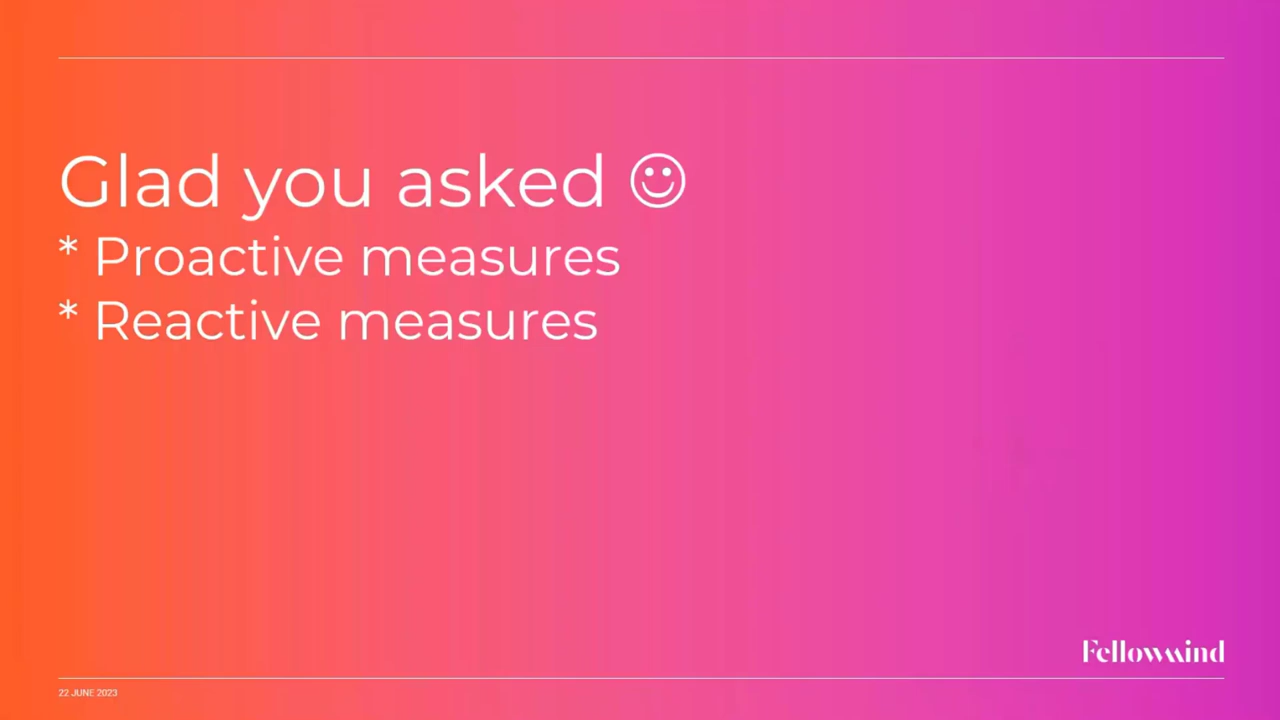 Glad you asked ☺
* Proactive measures
* Reactive measures
Fellowmind
22 JUNE 2023